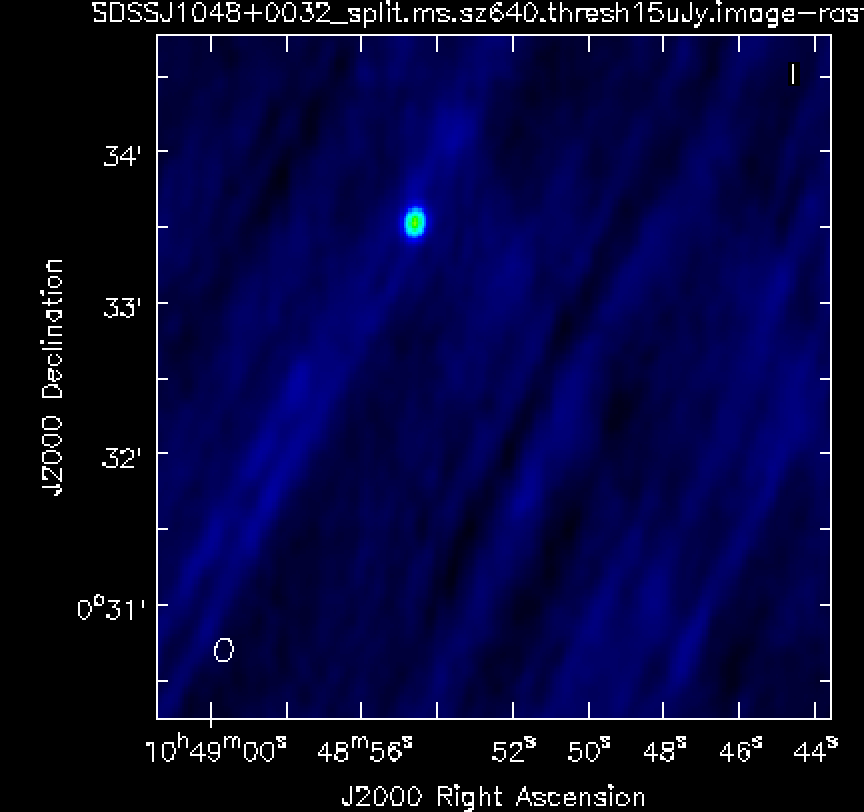 SDSSJ1048+0032_split.ms.sz640.thresh15uJy.image-ras
I
34'
33'
32'
0°31'
J2000 Declination
10ʰ49ᵐ00ˢ 48ᵐ56ˢ 52ˢ 50ˢ 48ˢ 46ˢ 44ˢ
J2000 Right Ascension